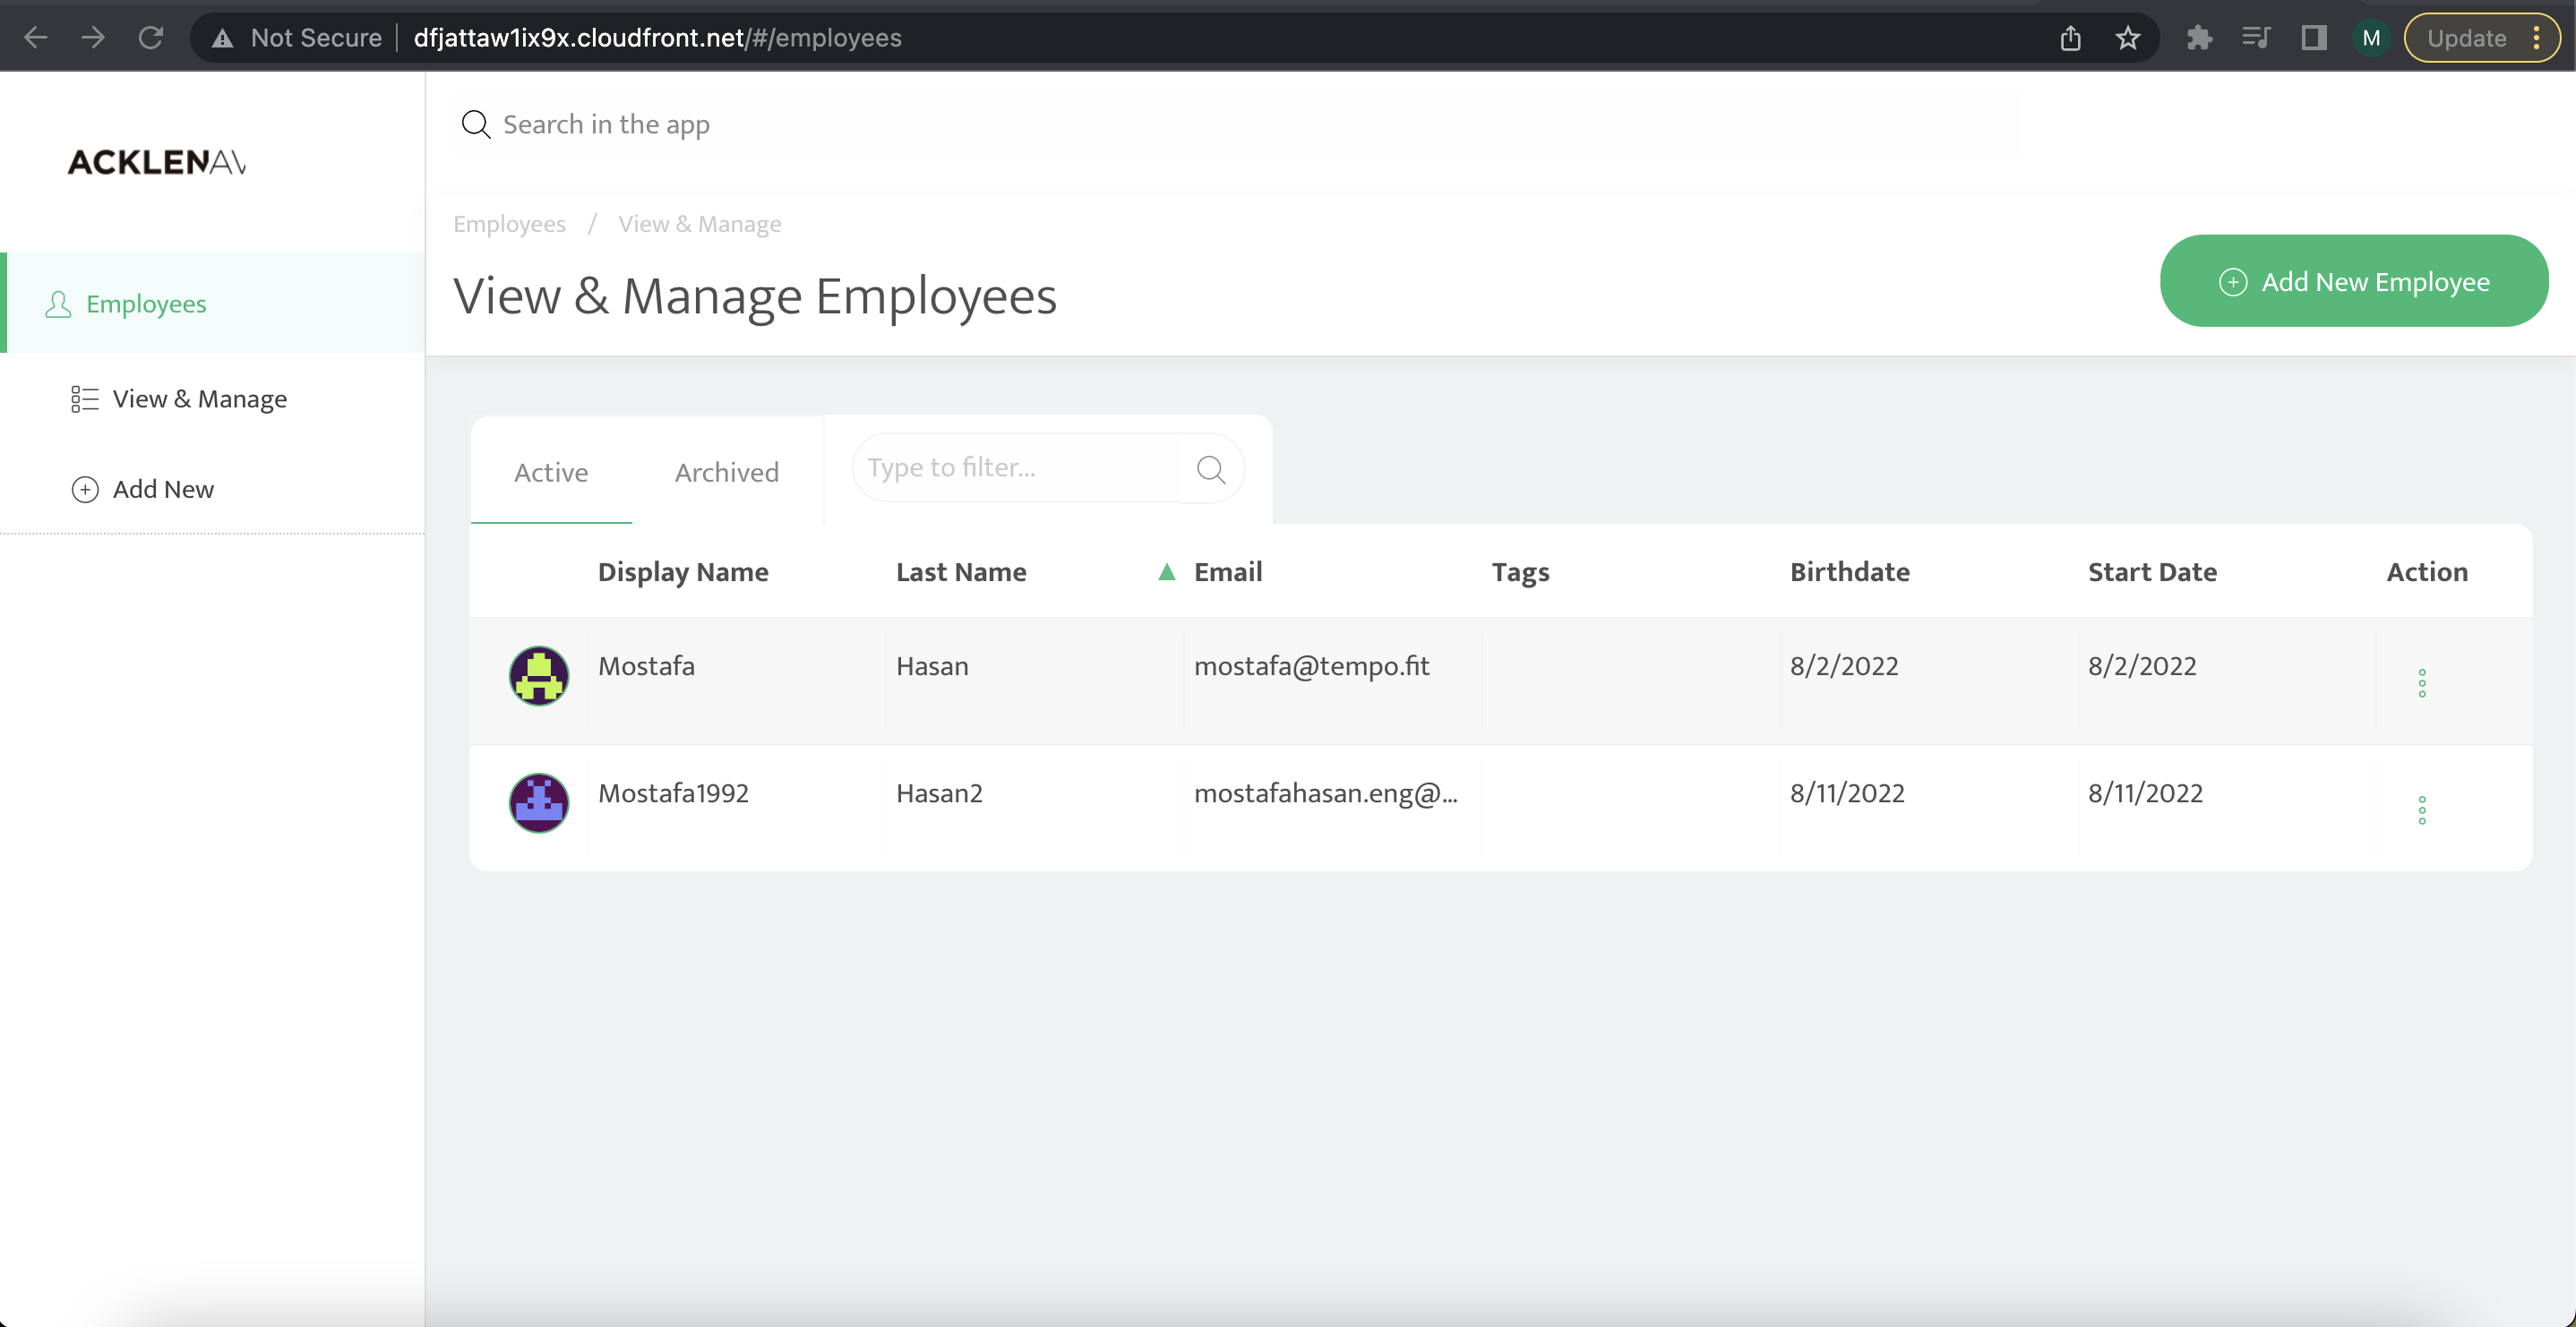 Not Secure dfjattaw1ix9x.cloudfront.net/#/employees M Update
ACKLENAV
Search in the app
Employees / View & Manage
View & Manage Employees
Add New Employee
Employees
View & Manage
Add New
Active Archived Type to filter...
Display Name Last Name Email Tags Birthdate Start Date Action
Mostafa Hasan mostafa@tempo.fit 8/2/2022 8/2/2022
Mostafa1992 Hasan2 mostafahasan.eng@... 8/11/2022 8/11/2022